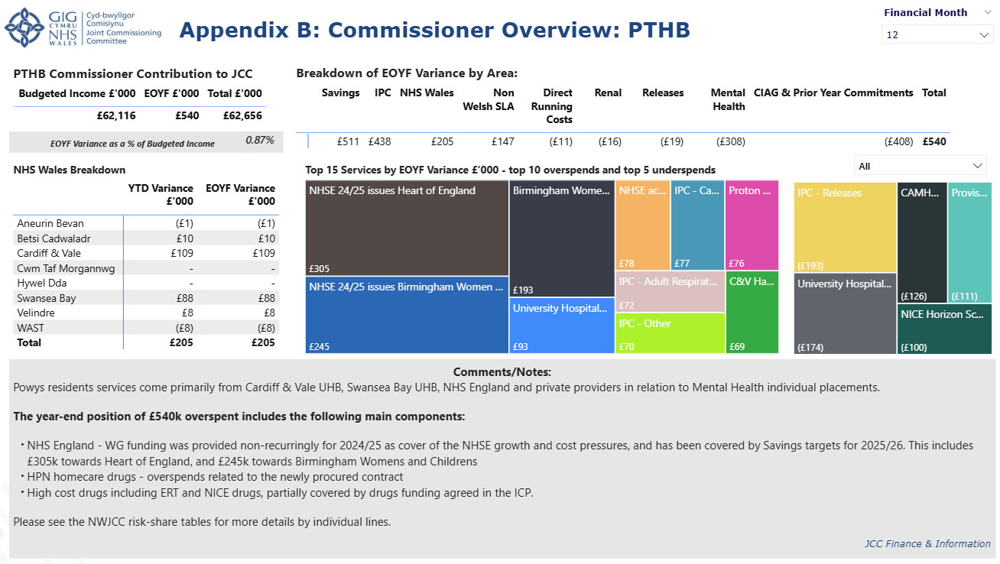 GIG
CYMRU
NHS
WALES
Cyd-bwyllgor
Comisiynu
Joint Commissioning
Committee
Appendix B: Commissioner Overview: PTHB
Financial Month
12
PTHB Commissioner Contribution to JCC
Budgeted Income £'000 EOYF £'000 Total £'000
£62,116 £540 £62,656
EOYF Variance as a % of Budgeted Income 0.87%
Breakdown of EOYF Variance by Area:
Savings IPC NHS Wales Non Welsh SLA Direct Running Costs Renal Releases Mental Health CIAG & Prior Year Commitments Total
£511 £438 £205 £147 (£11) (£16) (£19) (£308) (£408) £540
NHS Wales Breakdown
YTD Variance £'000 EOYF Variance £'000
Aneurin Bevan (£1) (£1)
Betsi Cadwaladr £10 £10
Cardiff & Vale £109 £109
Cwm Taf Morgannwg - -
Hywel Dda - -
Swansea Bay £88 £88
Velindre £8 £8
WAST (£8) (£8)
Total £205 £205
Top 15 Services by EOYF Variance £'000 - top 10 overspends and top 5 underspends
All
NHSE 24/25 issues Heart of England
£305
NHSE 24/25 issues Birmingham Women ...
£245
Birmingham Wome...
£193
University Hospital...
£93
NHSE ac...
£78
IPC - Ca...
£77
Proton ...
£76
IPC - Adult Respirat...
£72
IPC - Other
£70
C&V Ha...
£69
IPC - Releases
(£193)
University Hospital...
(£174)
CAMH...
(£126)
Provis...
(£111)
NICE Horizon Sc...
(£100)
Comments/Notes:
Powys residents services come primarily from Cardiff & Vale UHB, Swansea Bay UHB, NHS England and private providers in relation to Mental Health individual placements.
The year-end position of £540k overspent includes the following main components:
• NHS England - WG funding was provided non-recurringly for 2024/25 as cover of the NHSE growth and cost pressures, and has been covered by Savings targets for 2025/26. This includes
£305k towards Heart of England, and £245k towards Birmingham Womens and Childrens
• HPN homecare drugs - overspends related to the newly procured contract
• High cost drugs including ERT and NICE drugs, partially covered by drugs funding agreed in the ICP.
Please see the NWJCC risk-share tables for more details by individual lines.
JCC Finance & Information